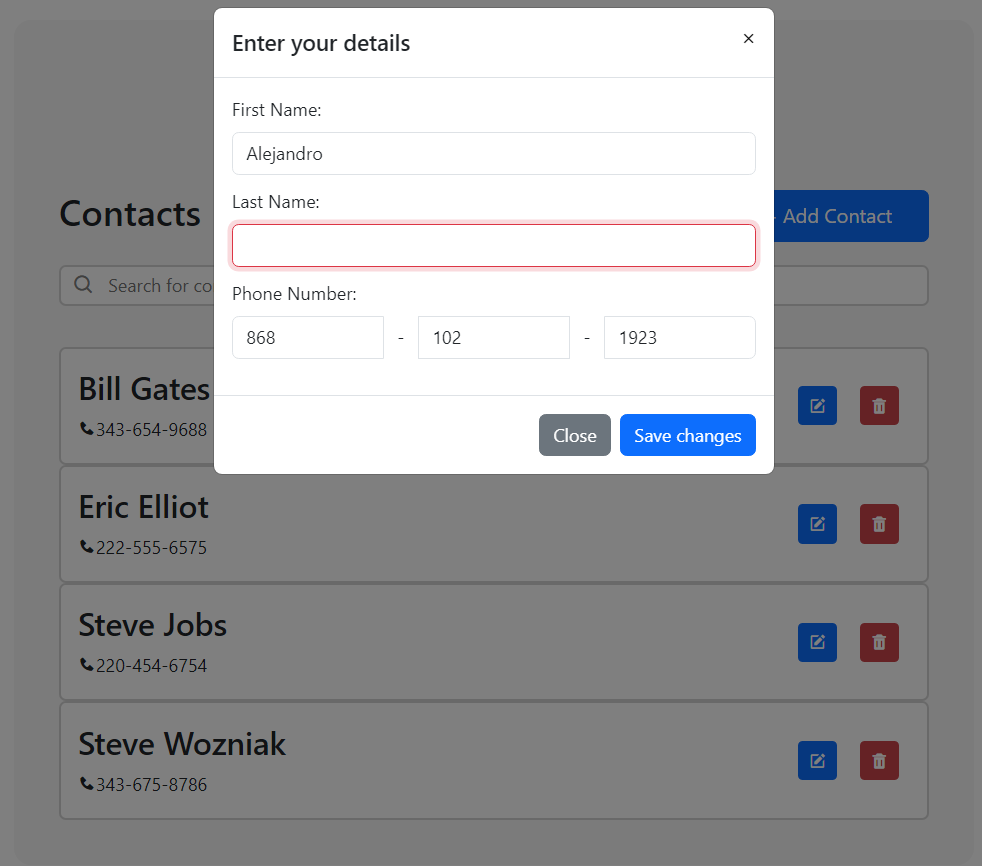 Enter your details
×
First Name:
Alejandro
Last Name:
Phone Number:
868 - 102 - 1923
Close Save changes
Contacts
Add Contact
Search for co
Bill Gates
343-654-9688
Eric Elliot
222-555-6575
Steve Jobs
220-454-6754
Steve Wozniak
343-675-8786